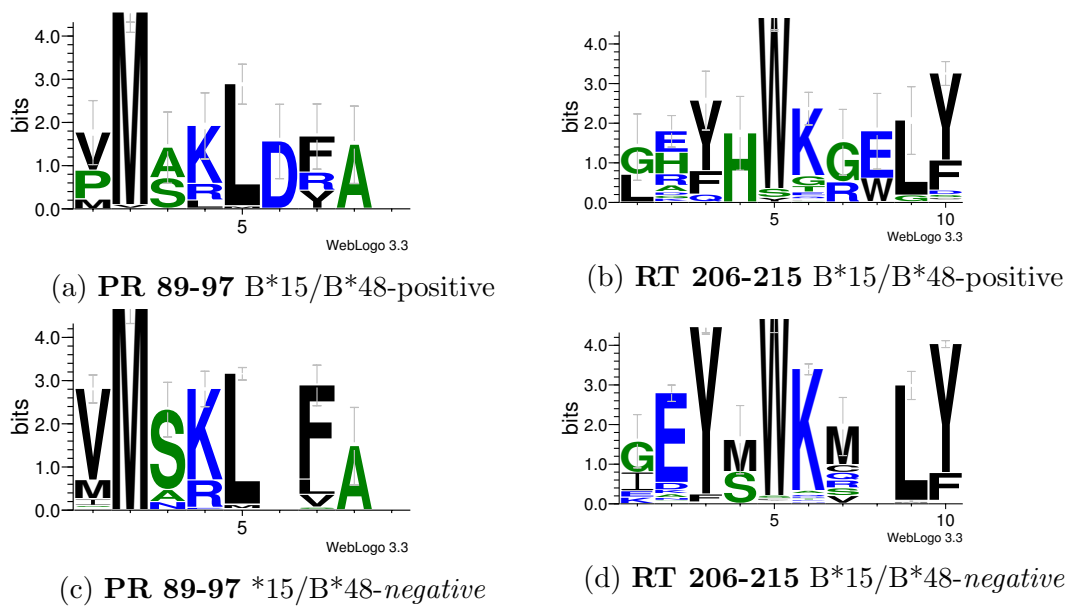 4.0
3.0
2.0
1.0
0.0
bits
V
P
M
M
V
A
S
K
R
L
L
M
D
F
R
Y
A
5
WebLogo 3.3
(a) PR 89-97 B*15/B*48-positive
4.0
3.0
2.0
1.0
0.0
bits
G
L
E
H
R
A
S
Y
F
Q
H
W
S
Y
K
G
T
E
S
G
R
E
W
L
G
Y
F
D
S
5
10
WebLogo 3.3
(b) RT 206-215 B*15/B*48-positive
4.0
3.0
2.0
1.0
0.0
bits
V
M
I
M
S
A
N
K
R
L
M
F
L
V
A
5
WebLogo 3.3
(c) PR 89-97 *15/B*48-negative
4.0
3.0
2.0
1.0
0.0
bits
G
I
E
K
E
D
A
Y
F
M
S
W
K
A
M
C
Q
R
S
V
L
Y
F
5
10
WebLogo 3.3
(d) RT 206-215 B*15/B*48-negative